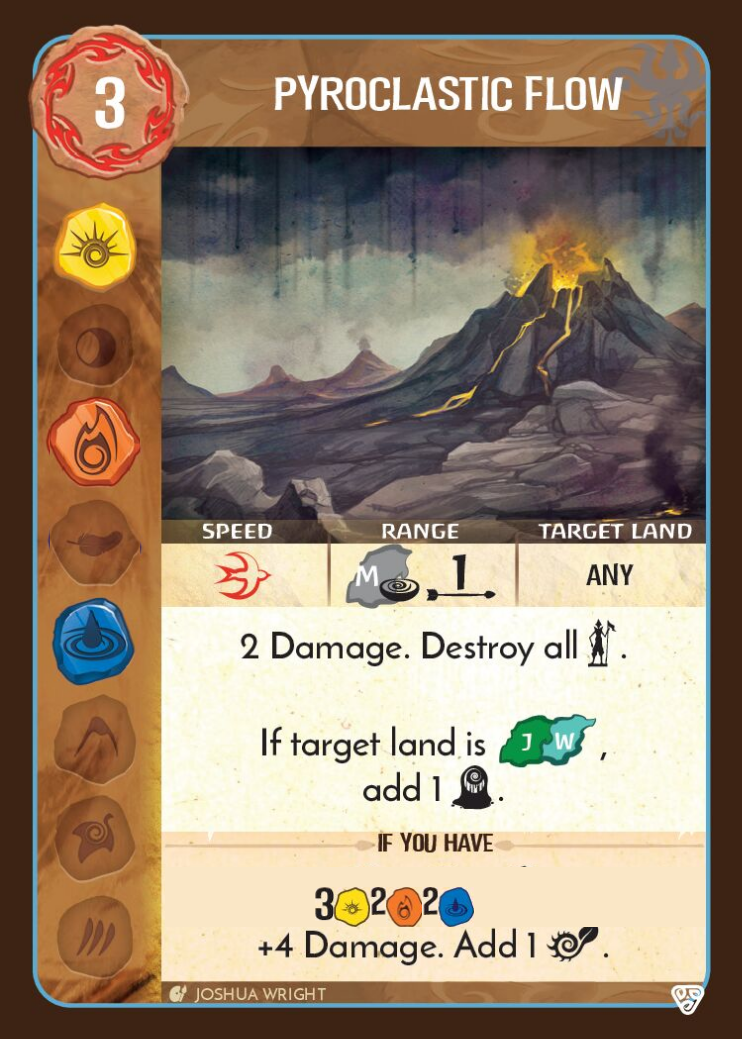 3
PYROCLASTIC FLOW
SPEED RANGE TARGET LAND
M 1 ANY
2 Damage. Destroy all .
If target land is J W ,
add 1 .
IF YOU HAVE
3 2 2
+4 Damage. Add 1 .
JOSHUA WRIGHT